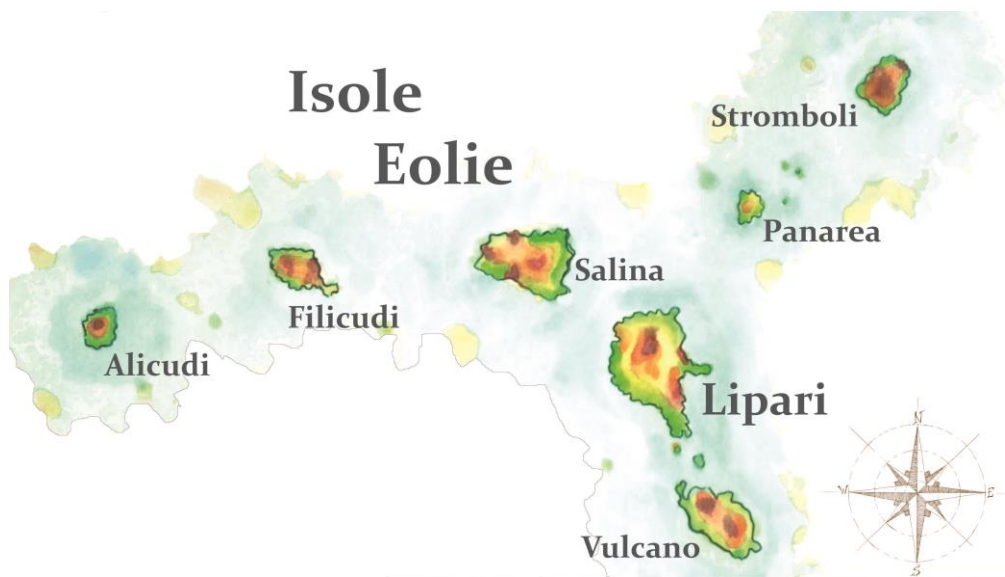 Isole
Eolie
Stromboli
Panarea
Salina
Filicudi
Alicudi
Lipari
Vulcano
N
W
E
S